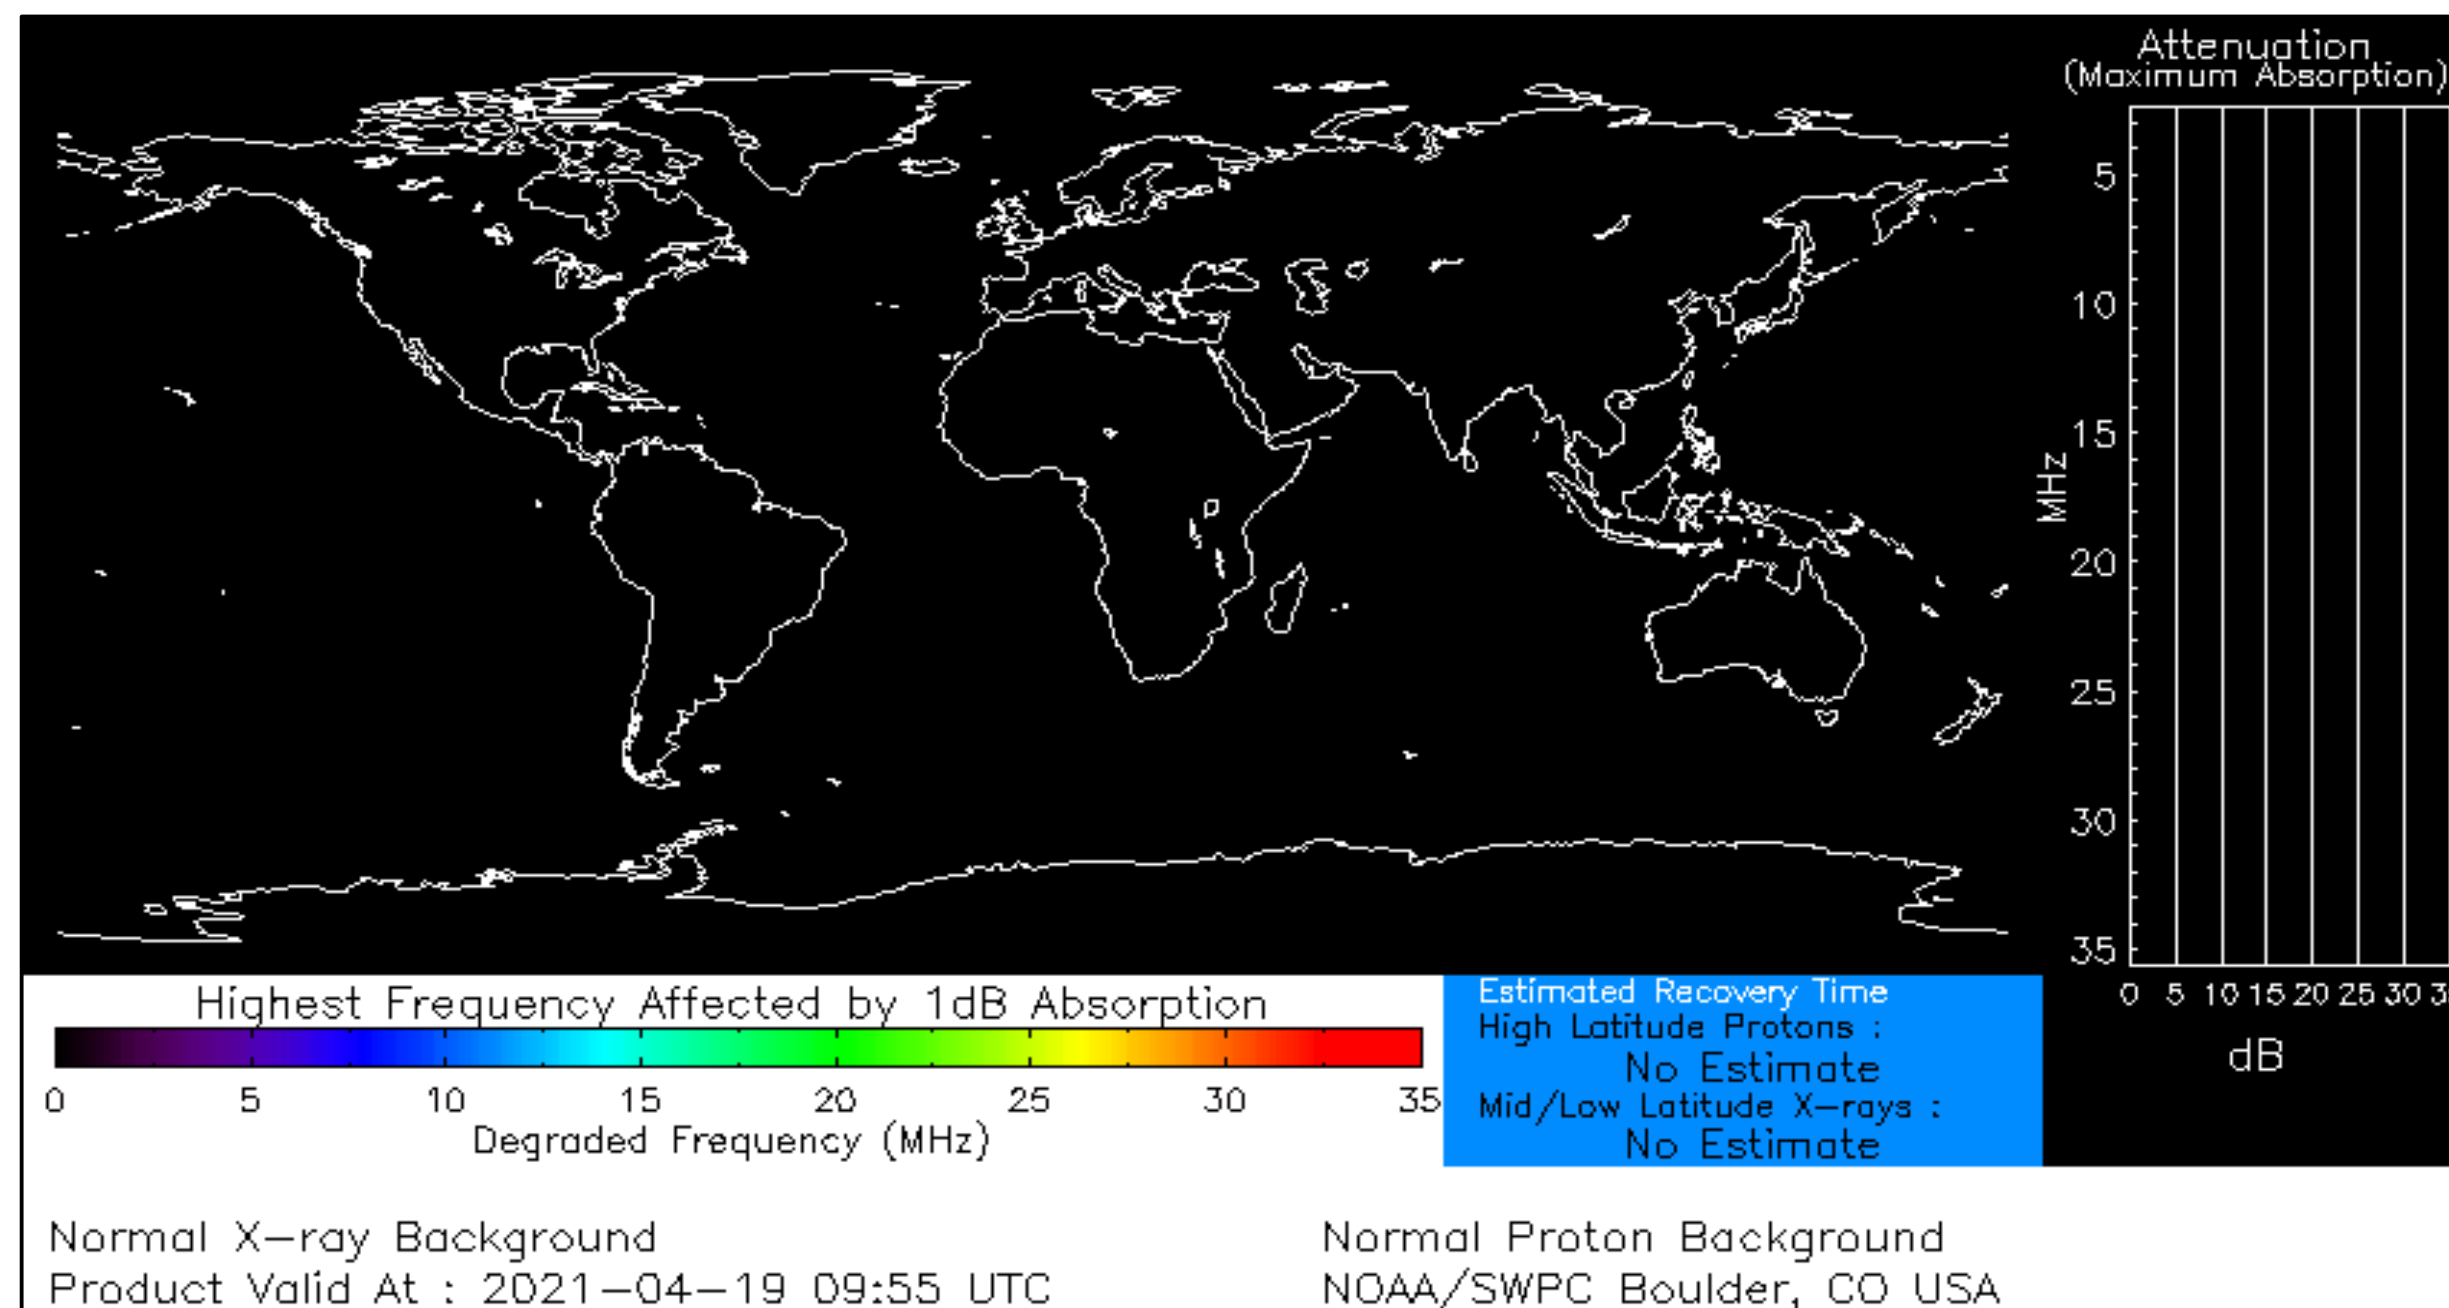 Attenuation
(Maximum Absorption)
5
10
15
20
25
30
35
MHz
0 5 10 15 20 25 30 3
dB
Highest Frequency Affected by 1dB Absorption
0 5 10 15 20 25 30 35
Degraded Frequency (MHz)
Estimated Recovery Time
High Latitude Protons :
No Estimate
Mid/Low Latitude X-rays :
No Estimate
Normal X-ray Background
Normal Proton Background
Product Valid At : 2021-04-19 09:55 UTC
NOAA/SWPC Boulder, CO USA